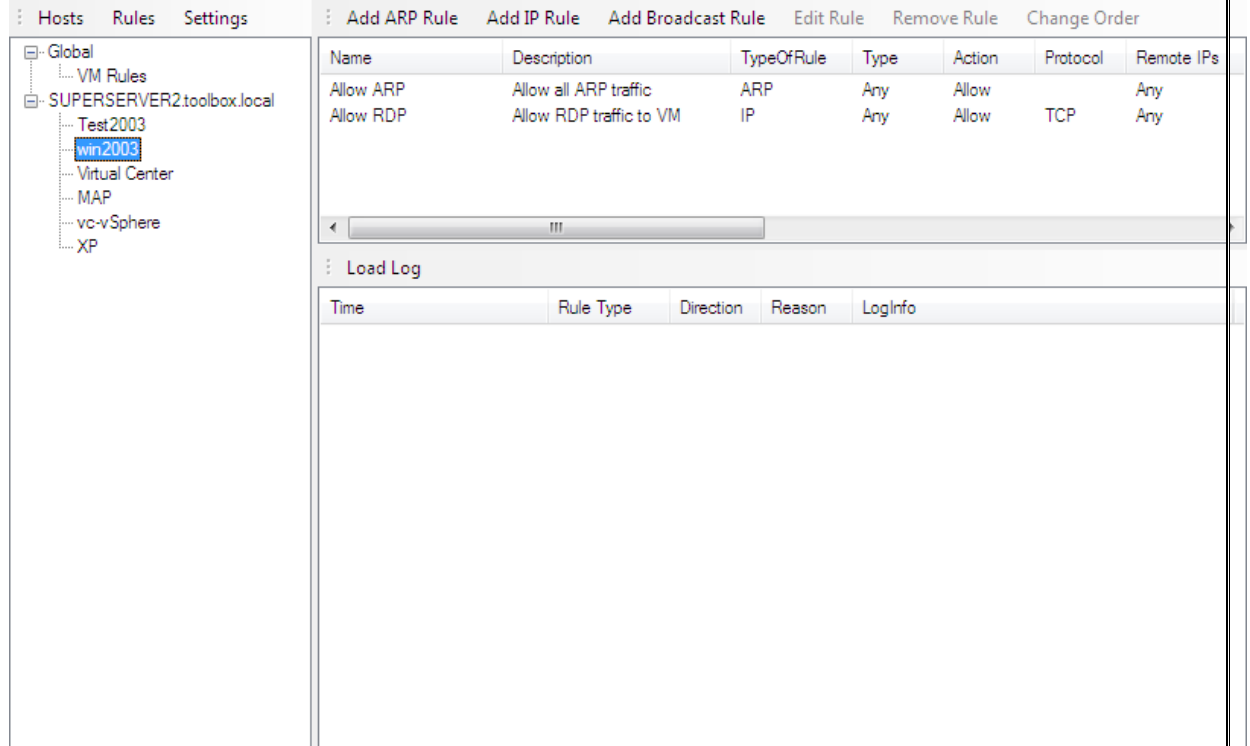 Hosts Rules Settings
Add ARP Rule Add IP Rule Add Broadcast Rule Edit Rule Remove Rule Change Order
Global
VM Rules
SUPERSERVER2.toolbox.local
Test2003
win2003
Virtual Center
MAP
vc-vSphere
XP
Name Description TypeOfRule Type Action Protocol Remote IPs
Allow ARP Allow all ARP traffic ARP Any Allow Any
Allow RDP Allow RDP traffic to VM IP Any Allow TCP Any
Load Log
Time Rule Type Direction Reason LogInfo